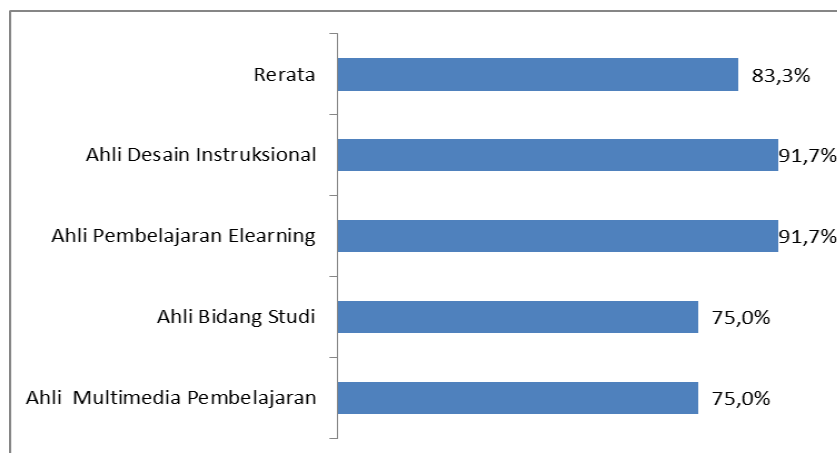 Rerata 83,3%
Ahli Desain Instruksional 91,7%
Ahli Pembelajaran Elearning 91,7%
Ahli Bidang Studi 75,0%
Ahli Multimedia Pembelajaran 75,0%